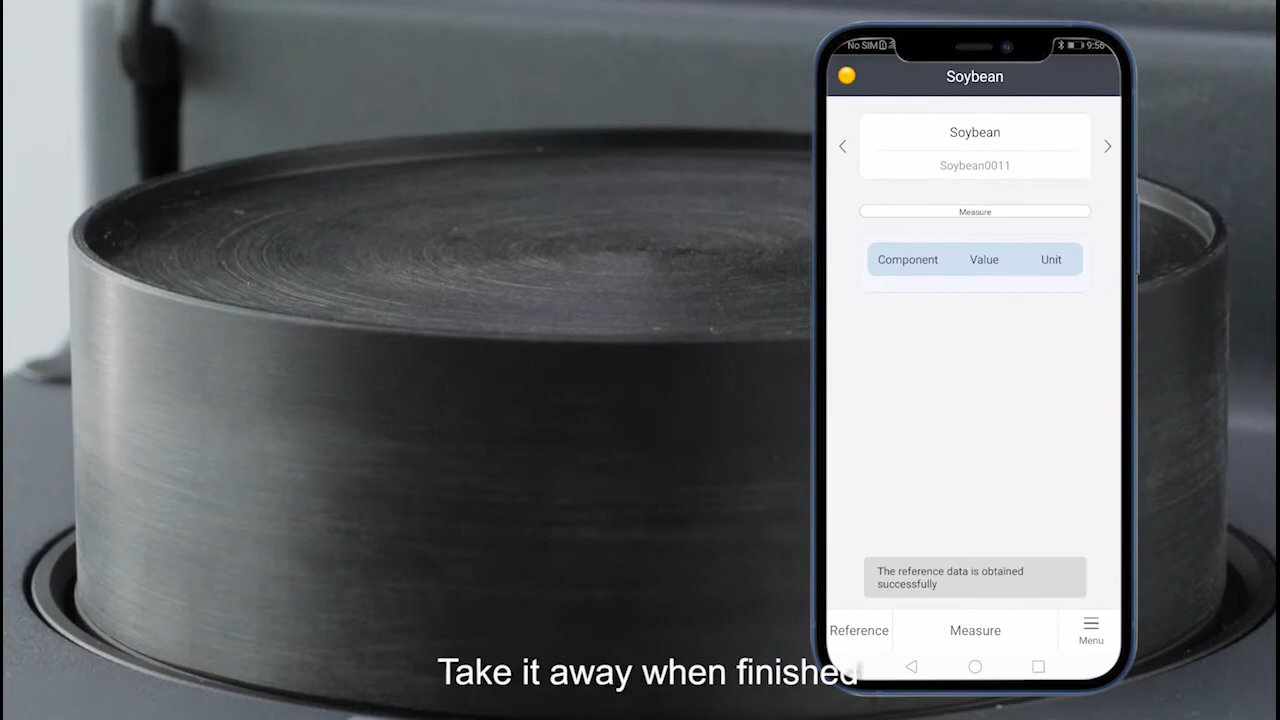 No SIM
9:56
Soybean
Soybean
Soybean0011
Measure
Component Value Unit
The reference data is obtained
successfully
Reference Measure Menu
Take it away when finished